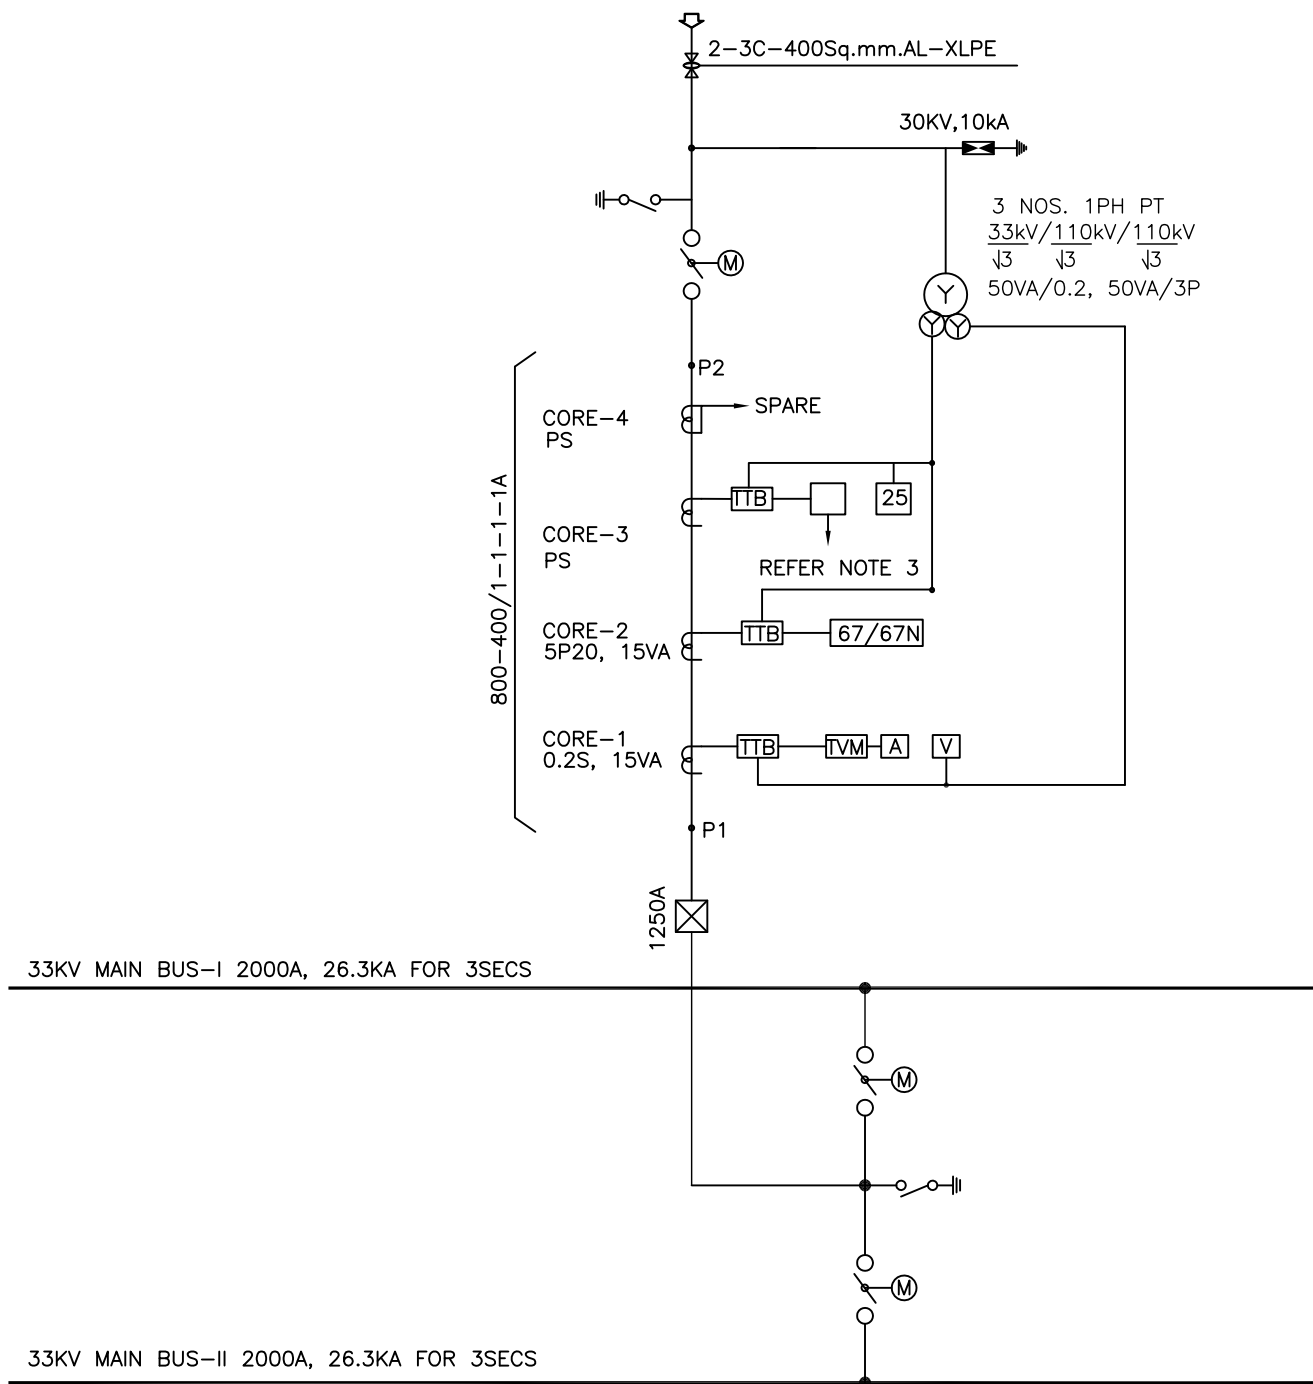 2-3C-400Sq.mm.AL-XLPE
30KV,10kA
3 NOS. 1PH PT
33kV/110kV/110kV
√3 √3 √3
50VA/0.2, 50VA/3P
M
Y
Y Y
P2
CORE-4
PS
SPARE
800-400/1-1-1-1A
TTB
25
CORE-3
PS
REFER NOTE 3
CORE-2
5P20, 15VA
TTB
67/67N
CORE-1
0.2S, 15VA
TTB
TVM
A
V
P1
1250A
33KV MAIN BUS-I 2000A, 26.3KA FOR 3SECS
M
M
33KV MAIN BUS-II 2000A, 26.3KA FOR 3SECS